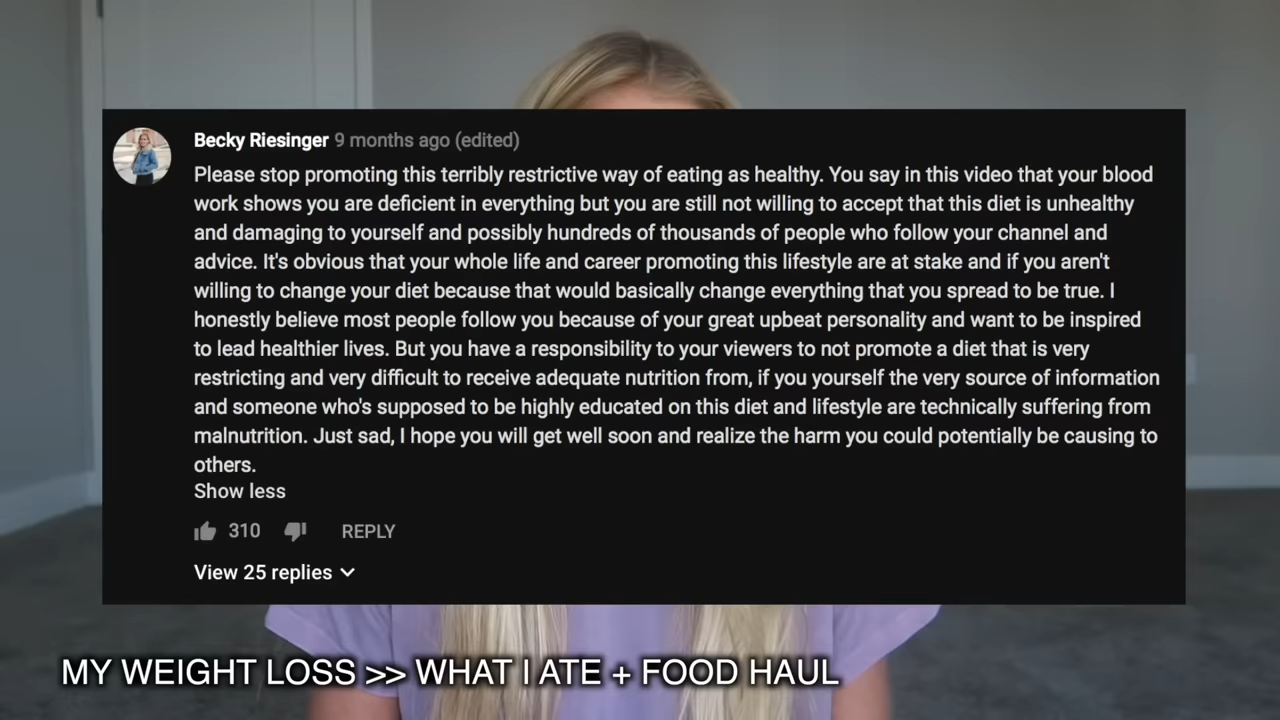 Becky Riesinger 9 months ago (edited)
Please stop promoting this terribly restrictive way of eating as healthy. You say in this video that your blood
work shows you are deficient in everything but you are still not willing to accept that this diet is unhealthy
and damaging to yourself and possibly hundreds of thousands of people who follow your channel and
advice. It's obvious that your whole life and career promoting this lifestyle are at stake and if you aren't
willing to change your diet because that would basically change everything that you spread to be true. I
honestly believe most people follow you because of your great upbeat personality and want to be inspired
to lead healthier lives. But you have a responsibility to your viewers to not promote a diet that is very
restricting and very difficult to receive adequate nutrition from, if you yourself the very source of information
and someone who's supposed to be highly educated on this diet and lifestyle are technically suffering from
malnutrition. Just sad, I hope you will get well soon and realize the harm you could potentially be causing to
others.
Show less
310 REPLY
View 25 replies
MY WEIGHT LOSS >> WHAT I ATE + FOOD HAUL